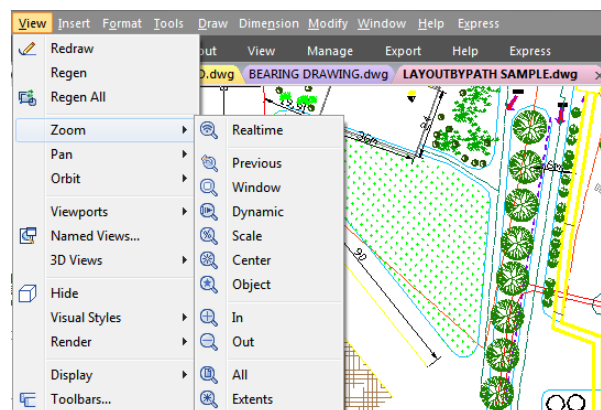 View Insert Format Tools Draw Dimension Modify Window Help Express
out View Manage Export Help Express
D.dwg BEARING DRAWING.dwg LAYOUTBYPATH SAMPLE.dwg
Redraw
Regen
Regen All
Zoom
Pan
Orbit
Viewports
Named Views...
3D Views
Hide
Visual Styles
Render
Display
Toolbars...
Realtime
Previous
Window
Dynamic
Scale
Center
Object
In
Out
All
Extents
90